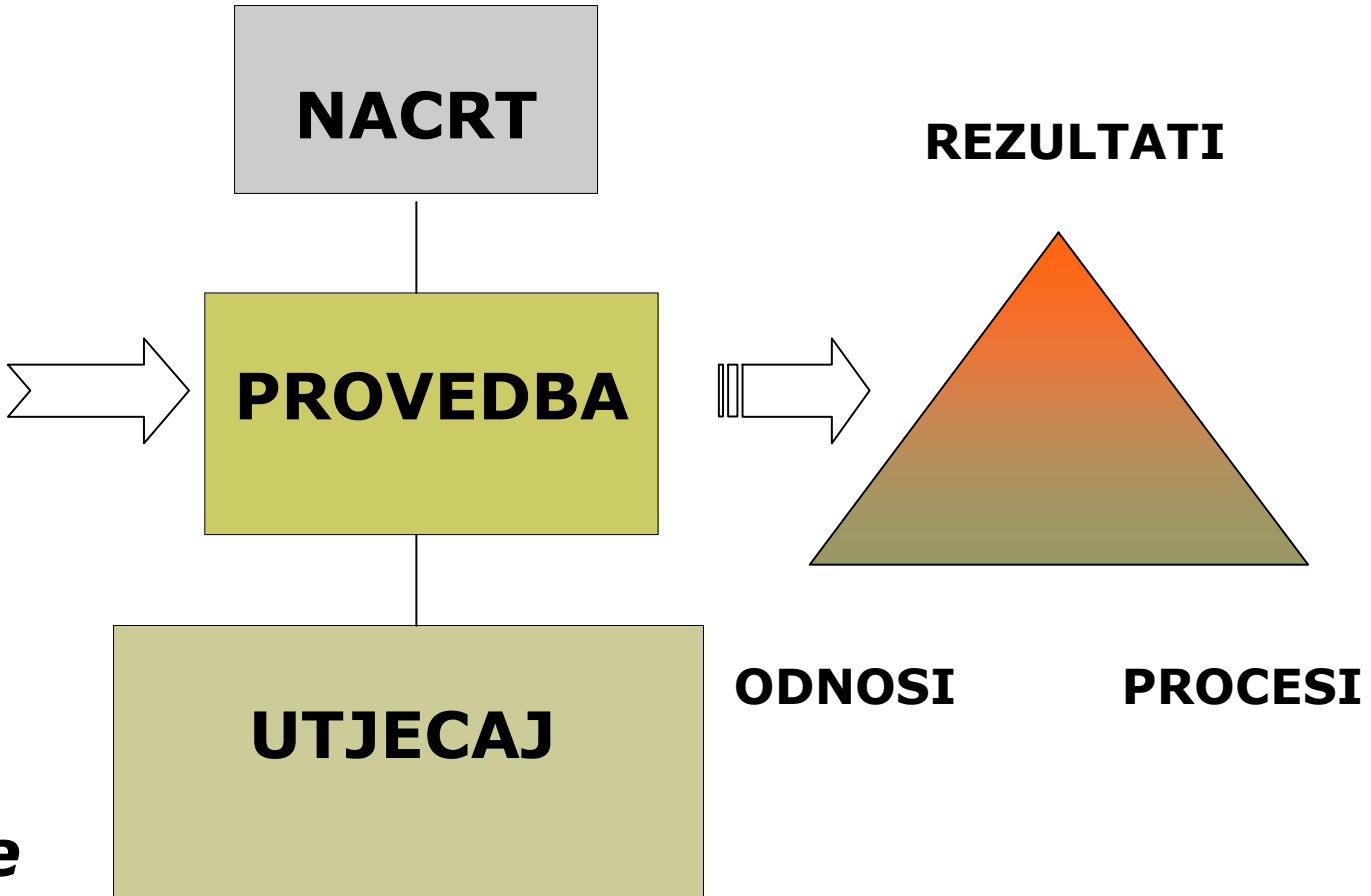 NACRT
REZULTATI
PROVEDBA
ODNOSI
PROCESI
UTJECAJ
e